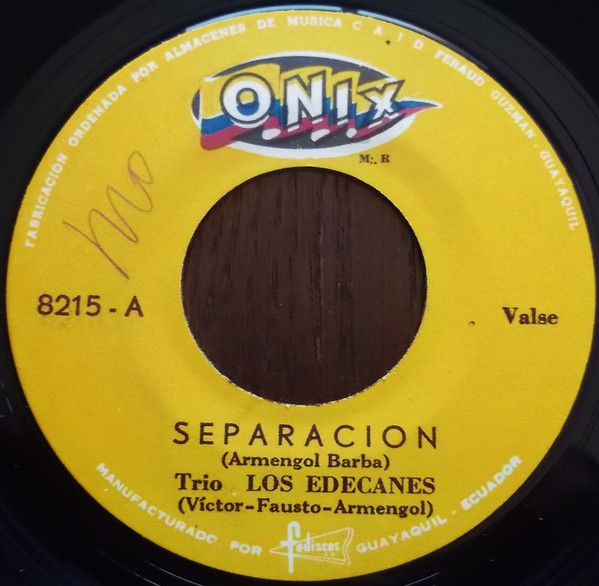 FABRICACIÓN ORDENADA POR ALMACENES DE MUSICA C A J D FERAUD GUZMAN - GUAYAQUIL
ONIX
M:. R
8215 - A
Valse
SEPARACION
(Armengol Barba)
Trio LOS EDECANES
(Víctor-Fausto-Armengol)
MANUFACTURADO POR fediscos GUAYAQUIL - ECUADOR